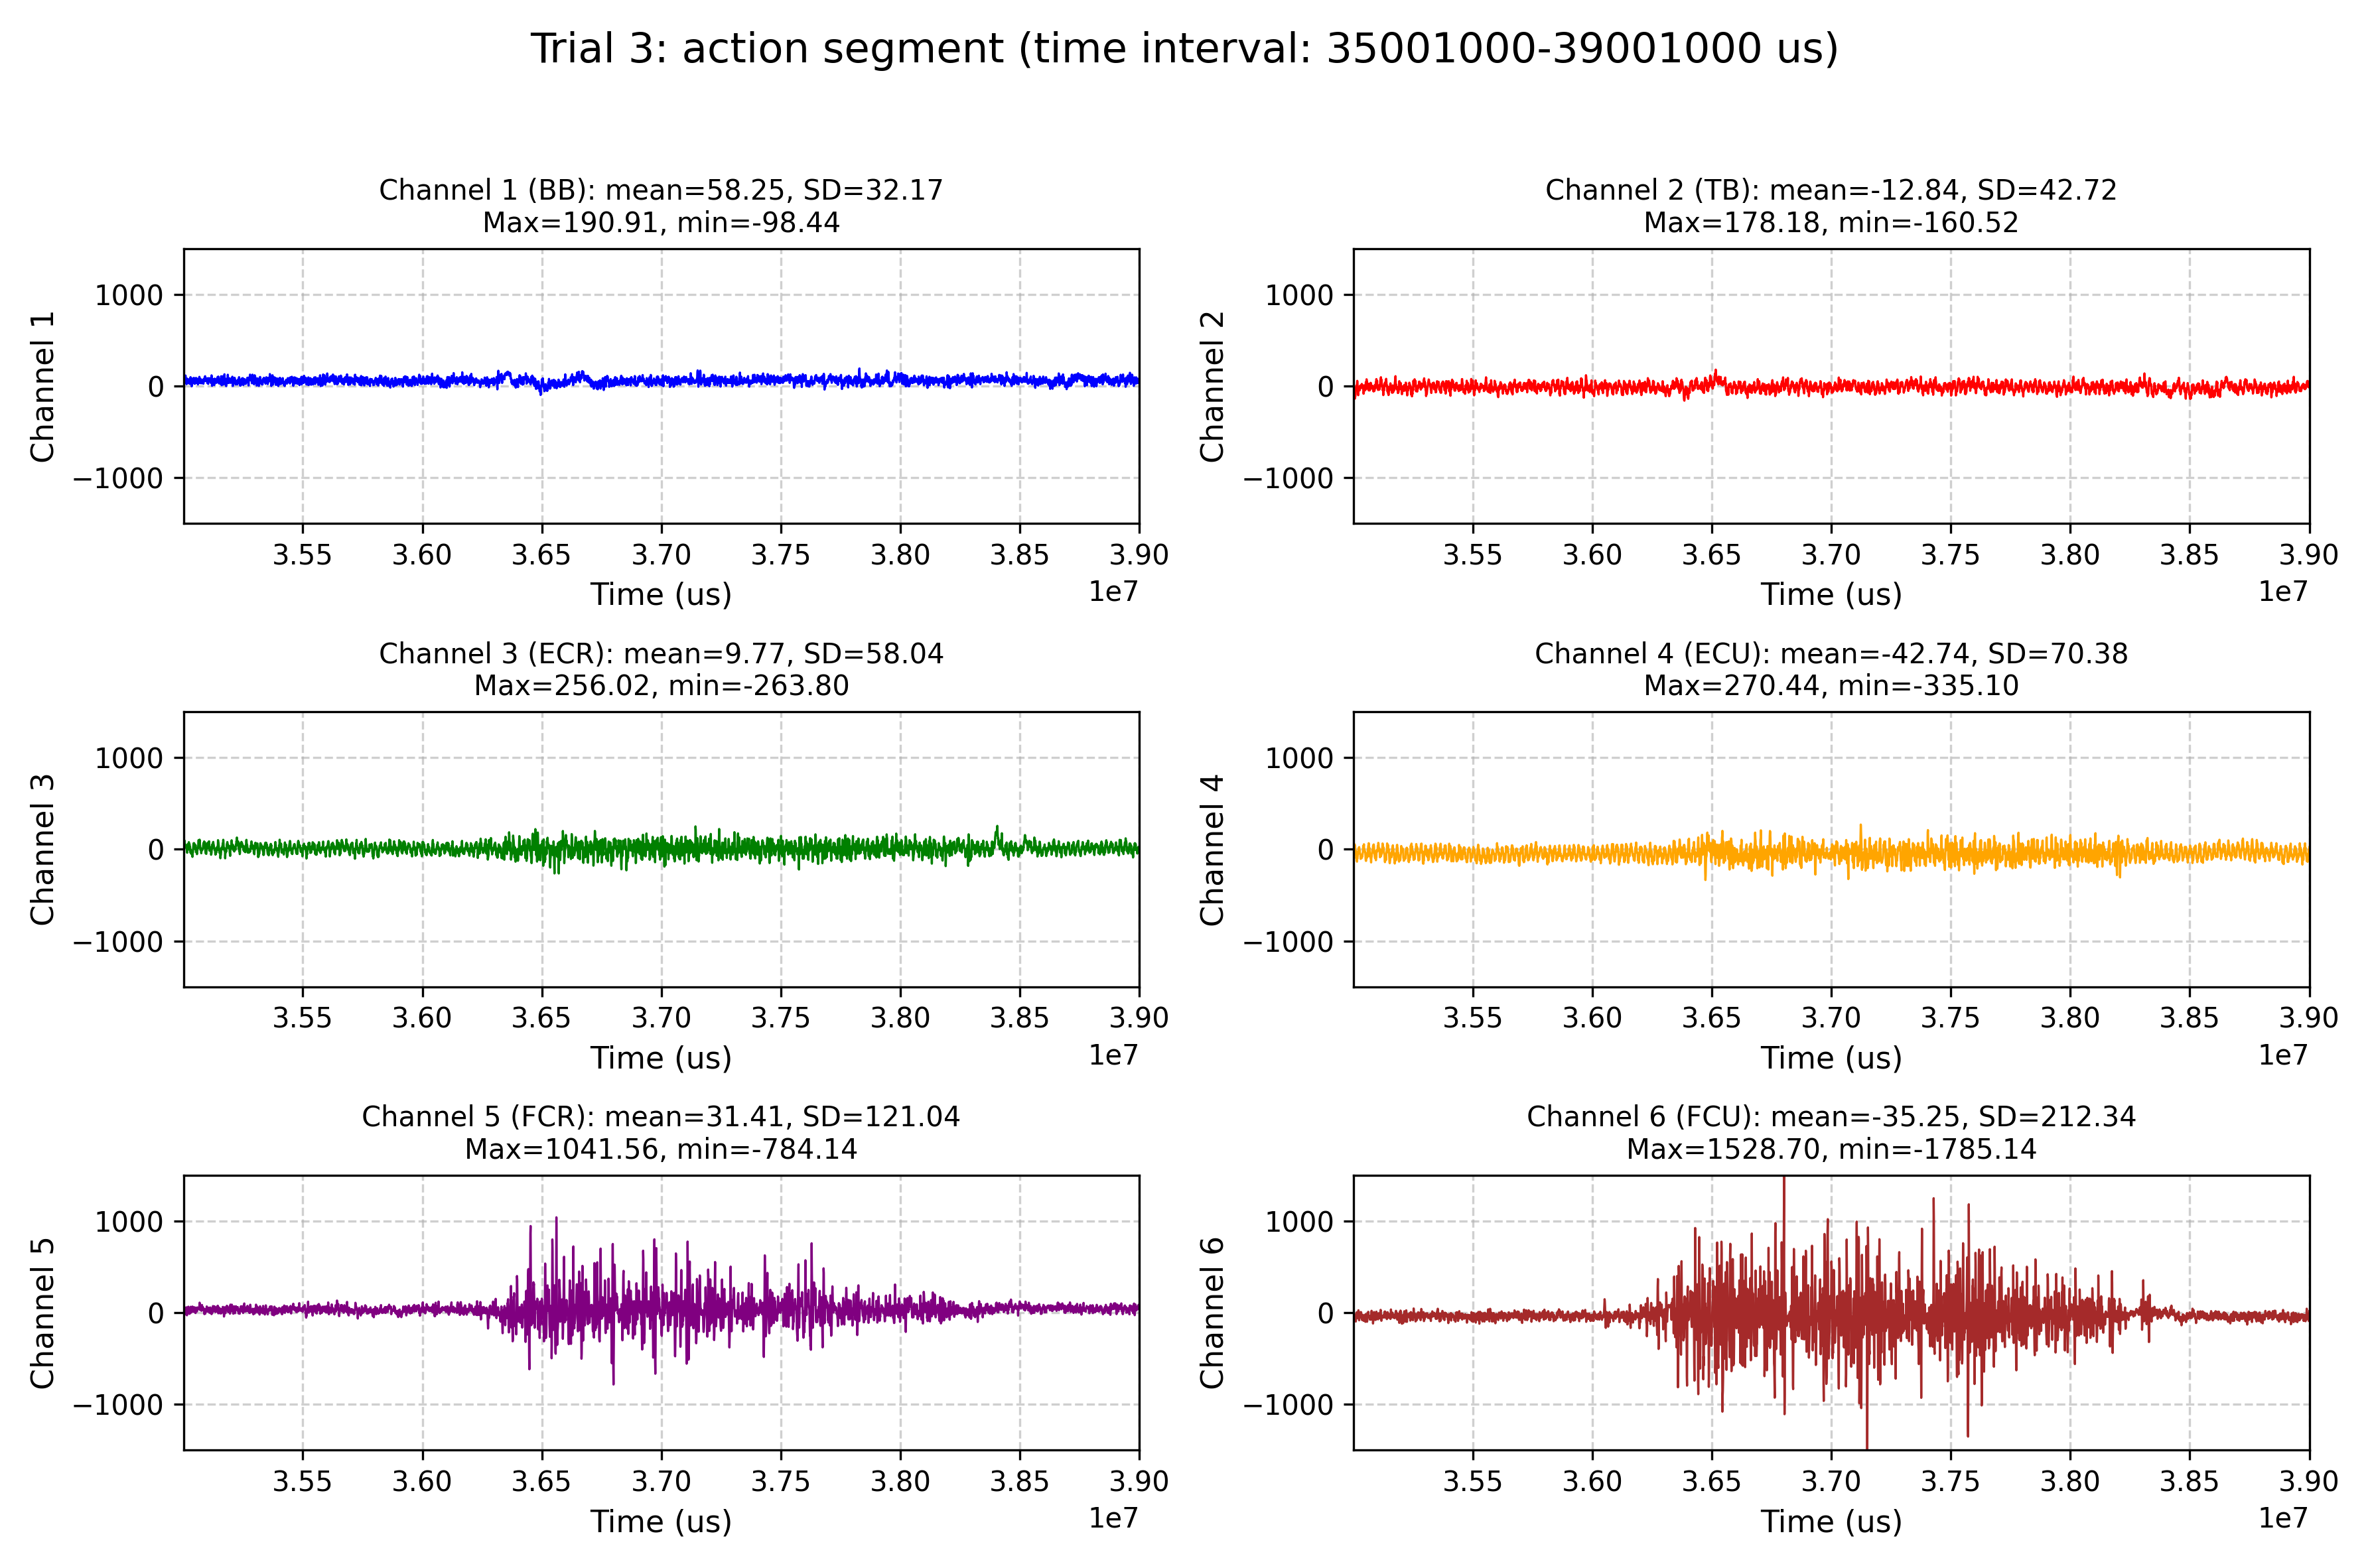 Trial 3: action segment (time interval: 35001000-39001000 us)
Channel 1 (BB): mean=58.25, SD=32.17
Max=190.91, min=-98.44
1000
0
−1000
Channel 1
3.55 3.60 3.65 3.70 3.75 3.80 3.85 3.90
1e7
Time (us)
Channel 2 (TB): mean=-12.84, SD=42.72
Max=178.18, min=-160.52
1000
0
−1000
Channel 2
3.55 3.60 3.65 3.70 3.75 3.80 3.85 3.90
1e7
Time (us)
Channel 3 (ECR): mean=9.77, SD=58.04
Max=256.02, min=-263.80
1000
0
−1000
Channel 3
3.55 3.60 3.65 3.70 3.75 3.80 3.85 3.90
1e7
Time (us)
Channel 4 (ECU): mean=-42.74, SD=70.38
Max=270.44, min=-335.10
1000
0
−1000
Channel 4
3.55 3.60 3.65 3.70 3.75 3.80 3.85 3.90
1e7
Time (us)
Channel 5 (FCR): mean=31.41, SD=121.04
Max=1041.56, min=-784.14
1000
0
−1000
Channel 5
3.55 3.60 3.65 3.70 3.75 3.80 3.85 3.90
1e7
Time (us)
Channel 6 (FCU): mean=-35.25, SD=212.34
Max=1528.70, min=-1785.14
1000
0
−1000
Channel 6
3.55 3.60 3.65 3.70 3.75 3.80 3.85 3.90
1e7
Time (us)